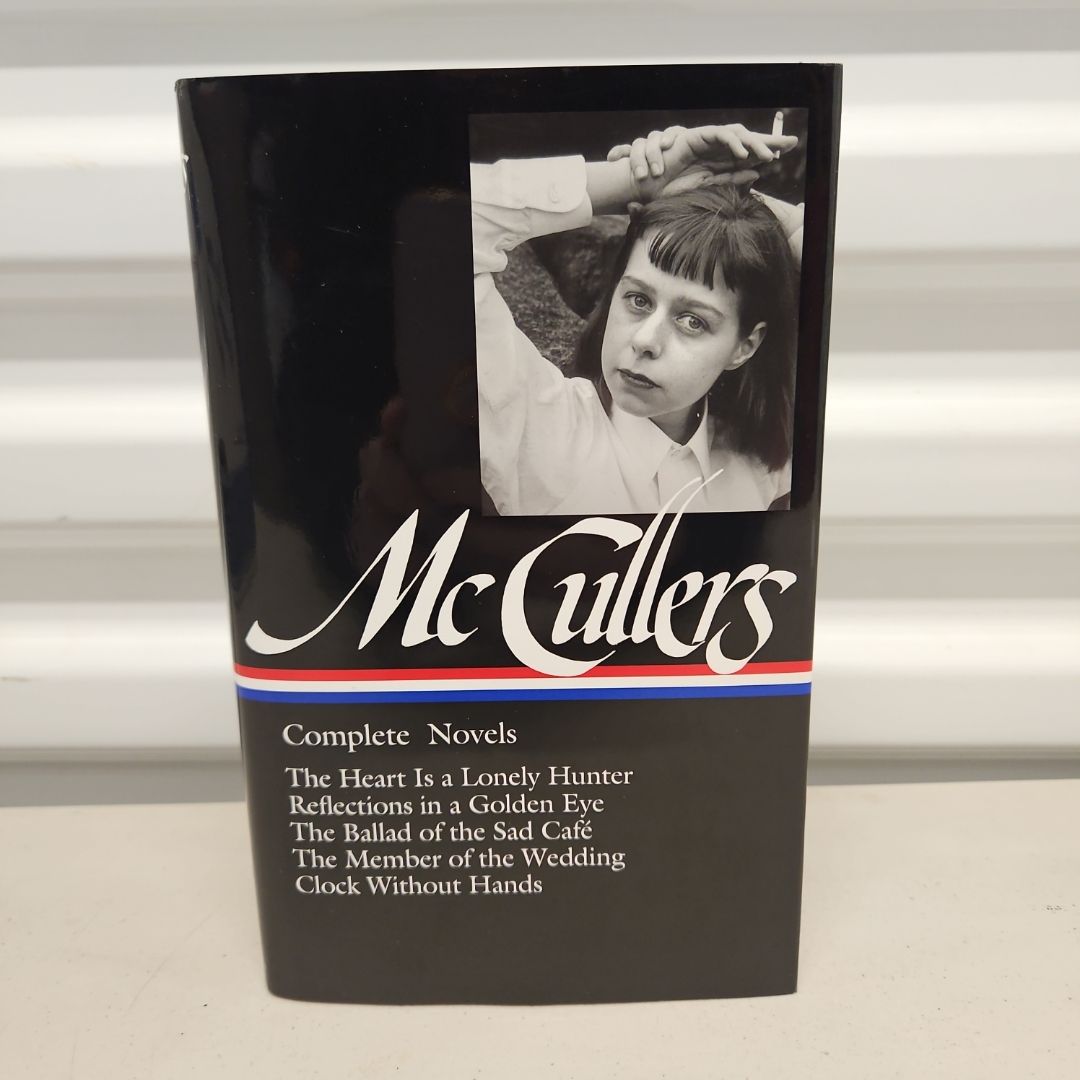 McCullers
Complete Novels
The Heart Is a Lonely Hunter
Reflections in a Golden Eye
The Ballad of the Sad Café
The Member of the Wedding
Clock Without Hands